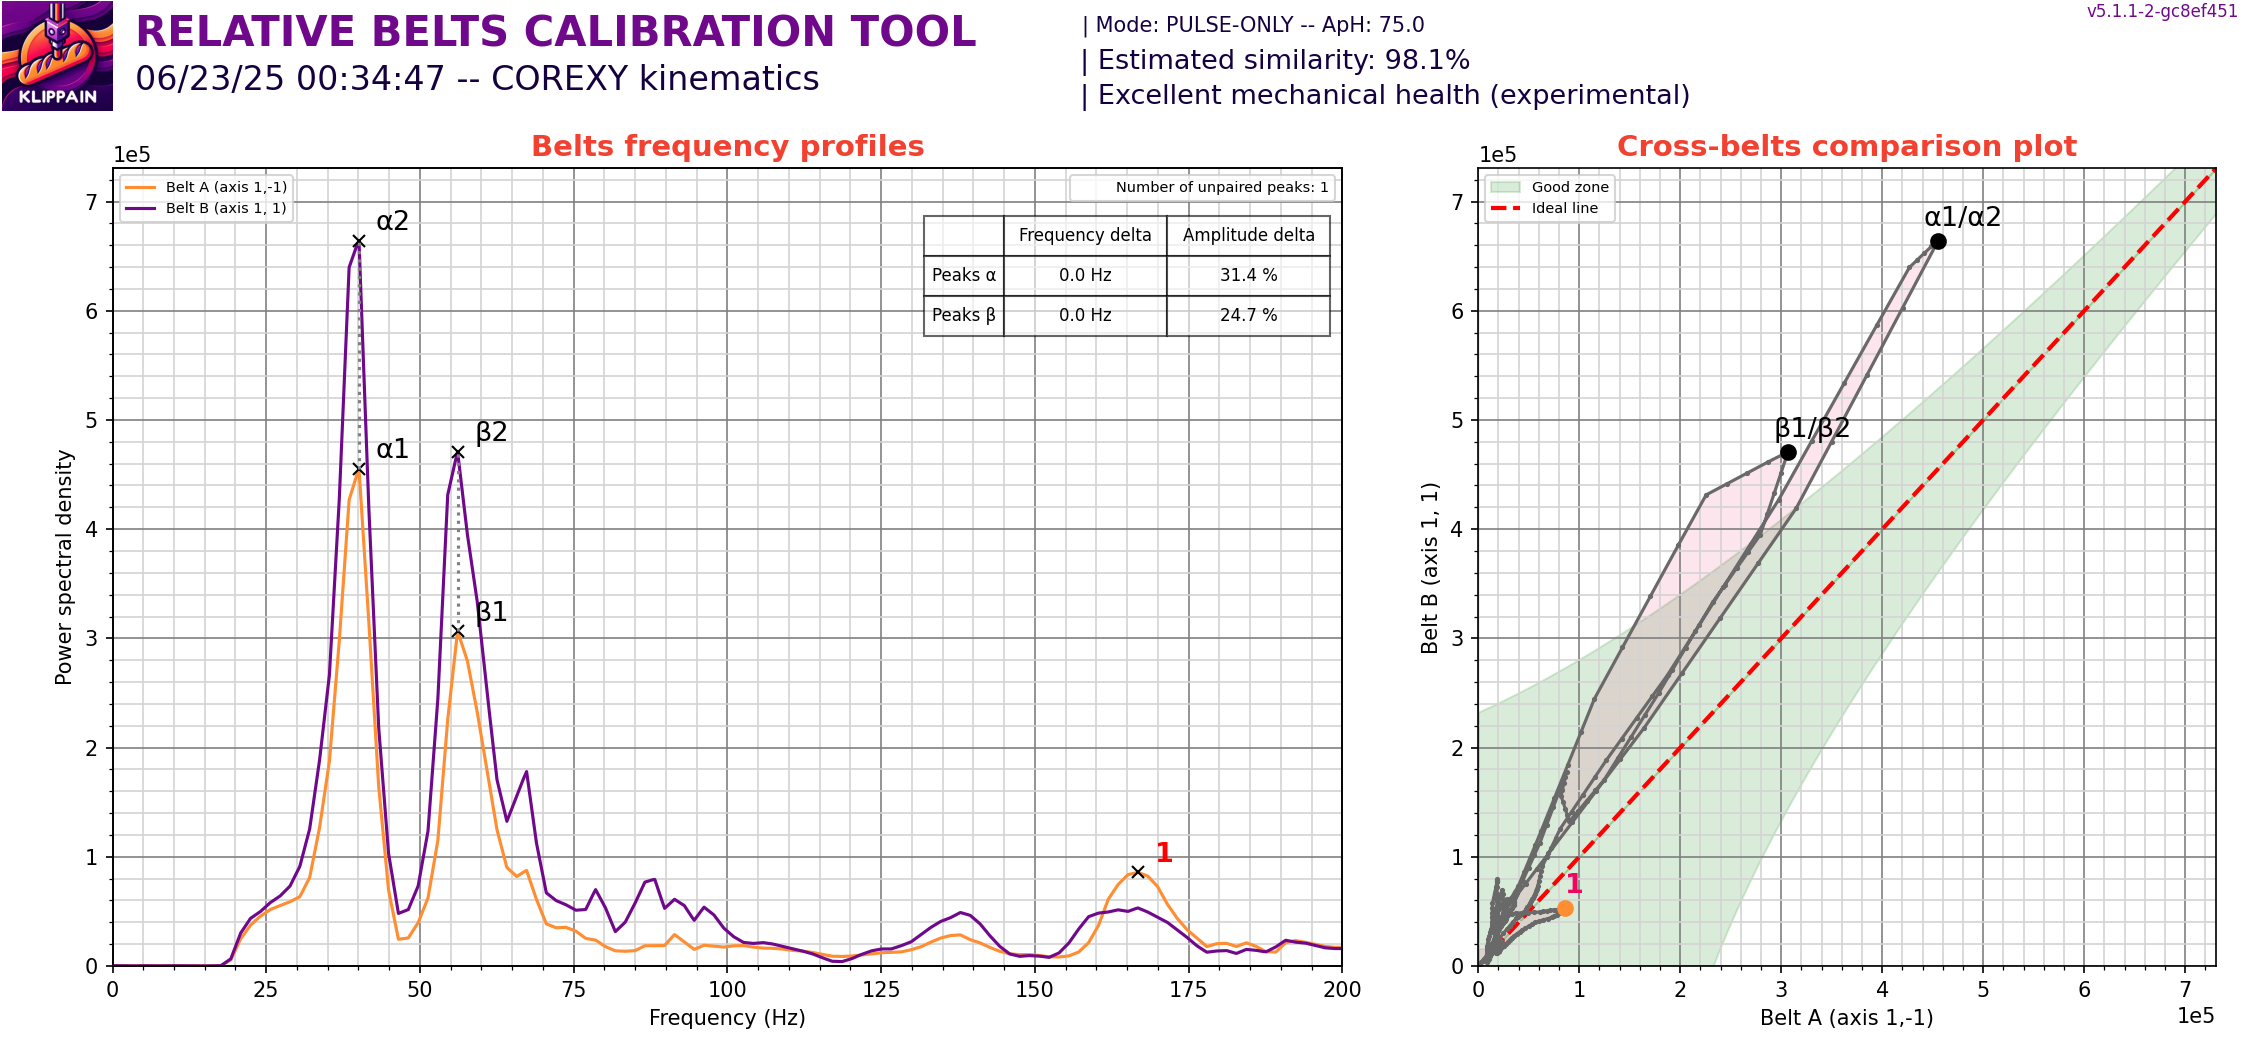 KLIPPAIN
RELATIVE BELTS CALIBRATION TOOL
06/23/25 00:34:47 -- COREXY kinematics
| Mode: PULSE-ONLY -- ApH: 75.0
| Estimated similarity: 98.1%
| Excellent mechanical health (experimental)
v5.1.1-2-gc8ef451
Belts frequency profiles
1e5
Belt A (axis 1,-1)
Belt B (axis 1, 1)
Number of unpaired peaks: 1
Frequency delta Amplitude delta
Peaks α 0.0 Hz 31.4 %
Peaks β 0.0 Hz 24.7 %
α2
α1
β2
β1
1
7
6
5
4
3
2
1
0
Power spectral density
0 25 50 75 100 125 150 175 200
Frequency (Hz)
Cross-belts comparison plot
1e5
Good zone
Ideal line
α1/α2
β1/β2
1
7
6
5
4
3
2
1
0
Belt B (axis 1, 1)
0 1 2 3 4 5 6 7
1e5
Belt A (axis 1,-1)